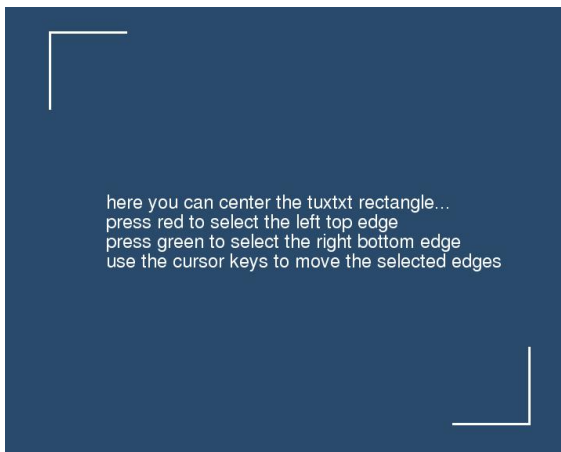 here you can center the tuxtxt rectangle...
press red to select the left top edge
press green to select the right bottom edge
use the cursor keys to move the selected edges